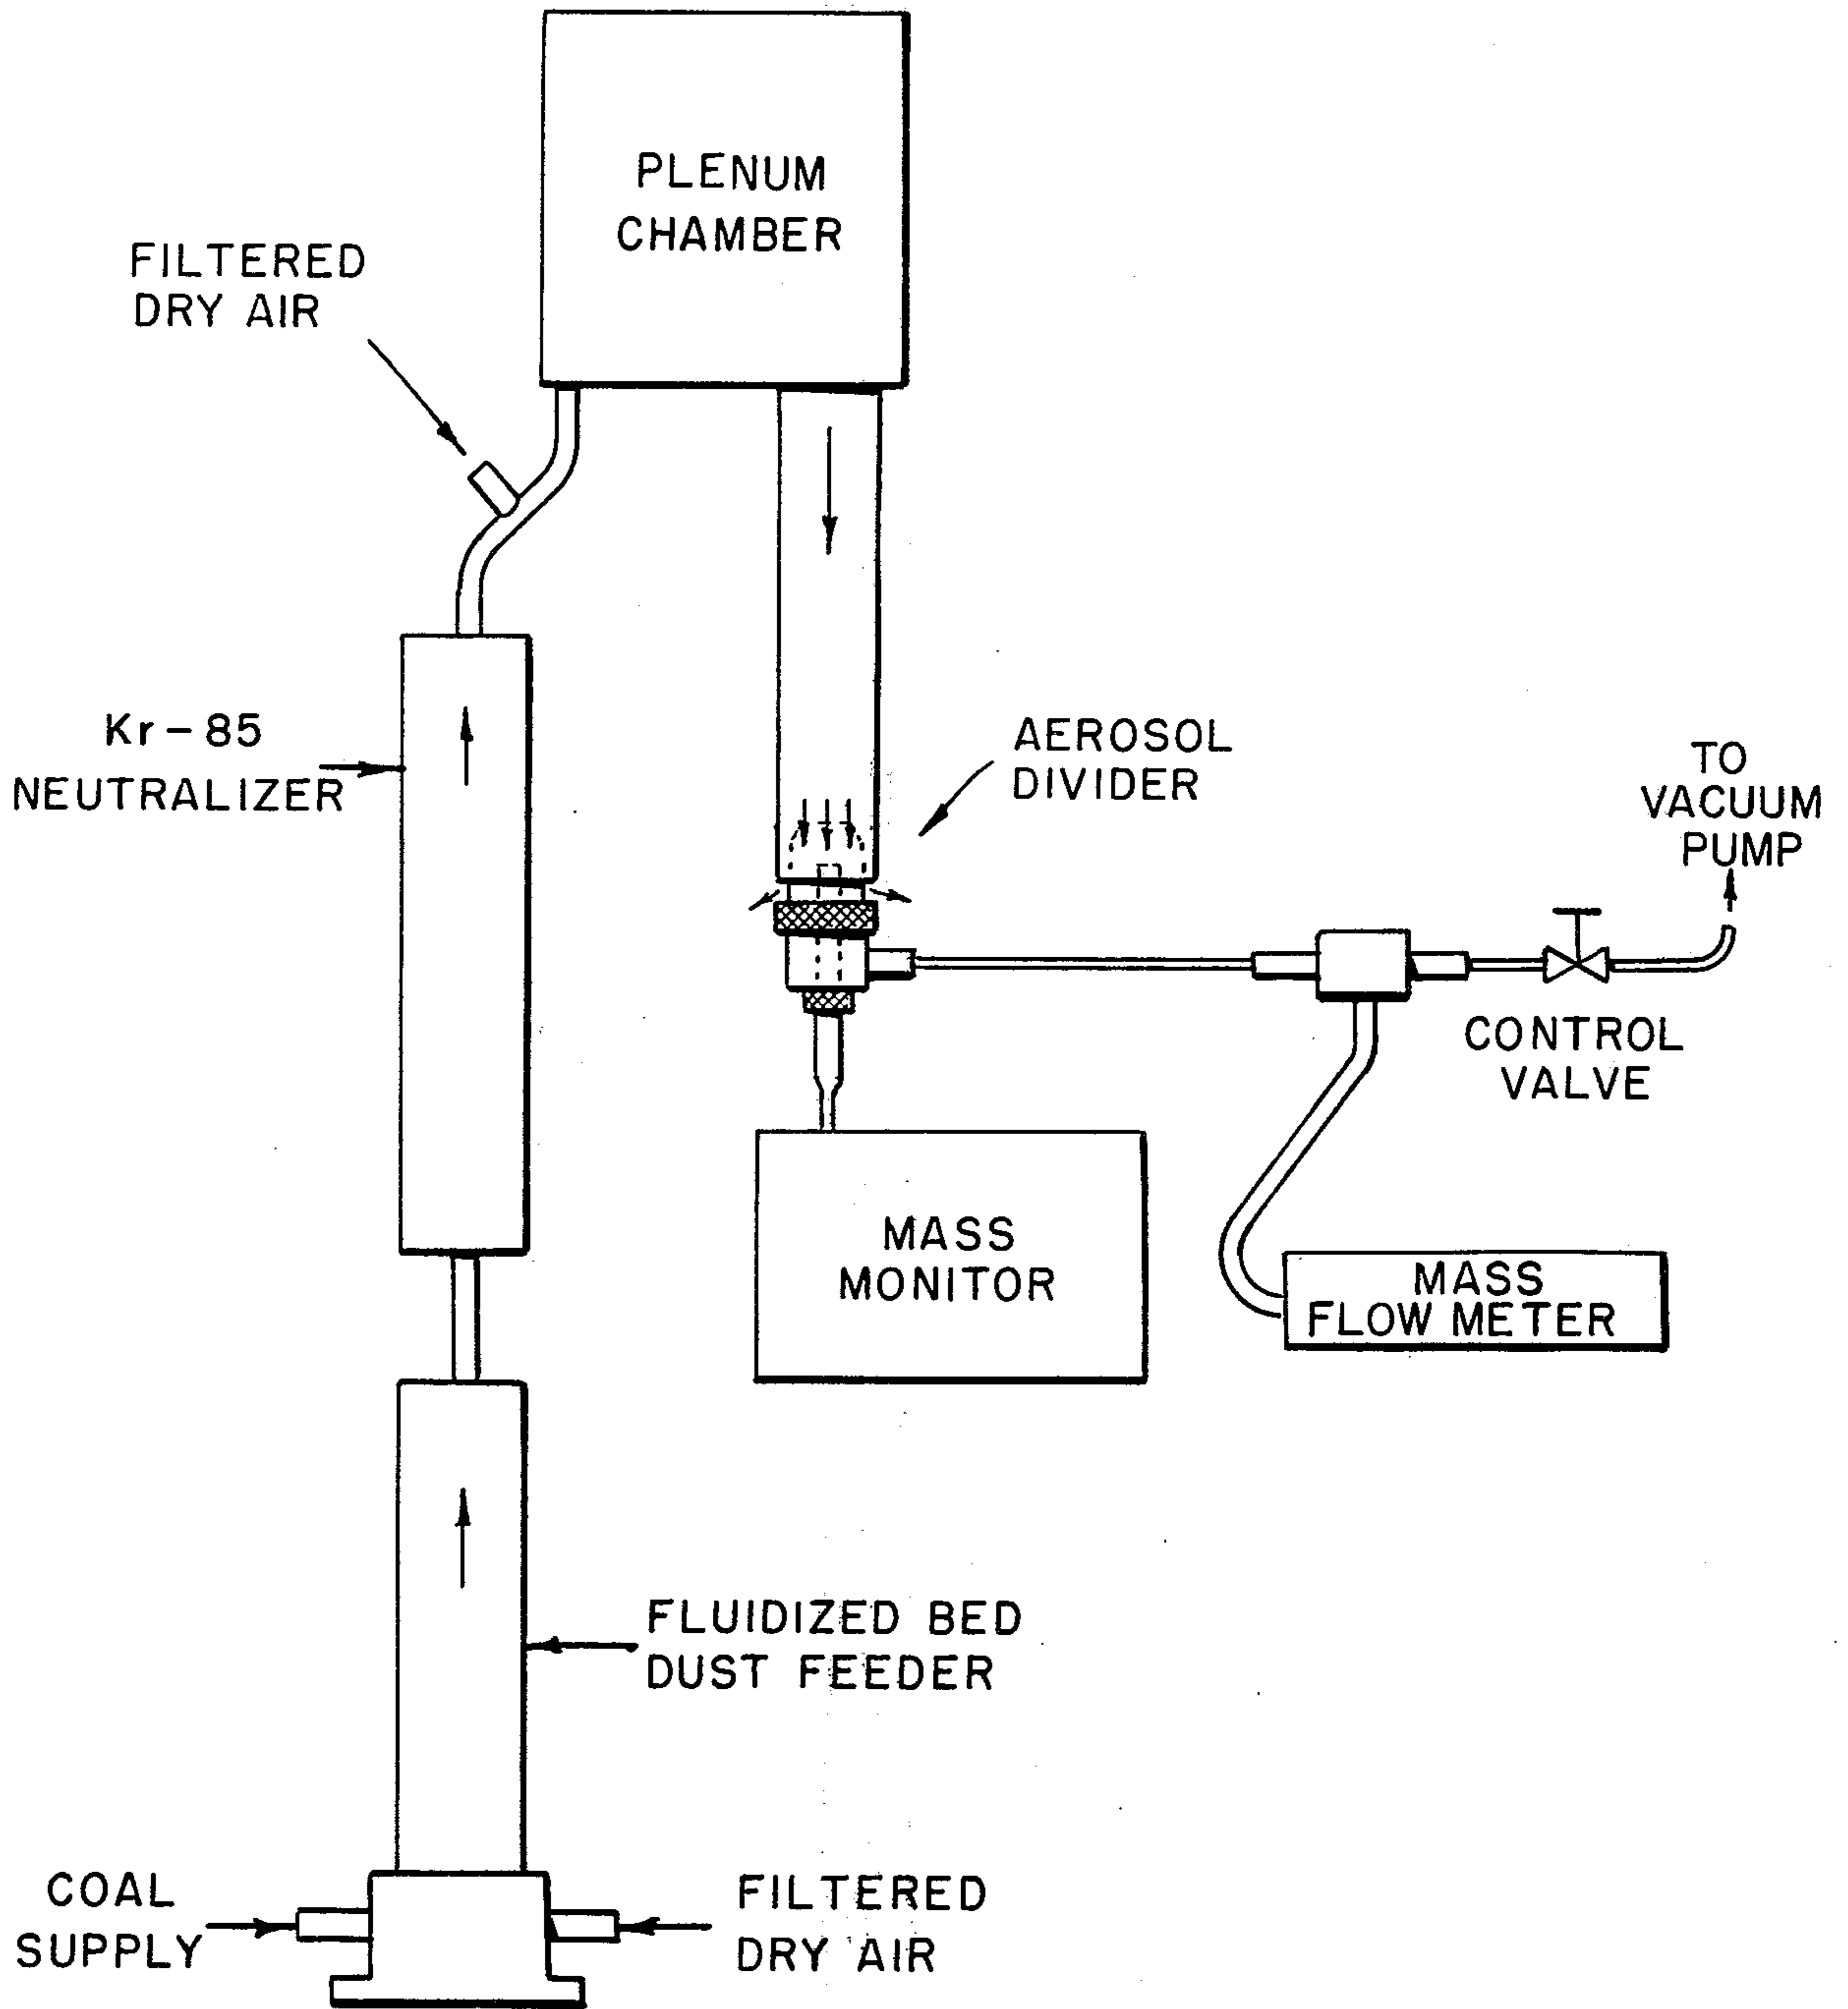 PLENUM
CHAMBER
FILTERED
DRY AIR
Kr-85
NEUTRALIZER
AEROSOL
DIVIDER
TO
VACUUM
PUMP
CONTROL
VALVE
MASS
MONITOR
MASS
FLOW METER
FLUIDIZED BED
DUST FEEDER
COAL
SUPPLY
FILTERED
DRY AIR